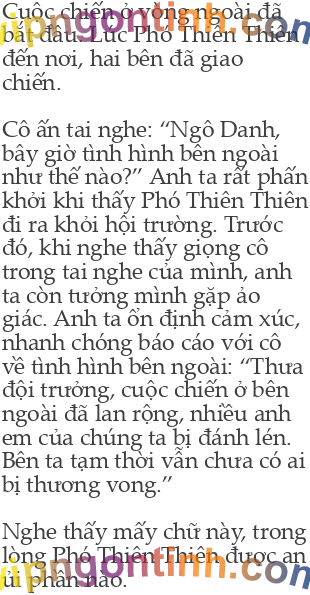 Cuộc chiến ở vòng ngoài đã
bắt đầu. Lúc Phó Thiên Thiên
đến nơi, hai bên đã giao
chiến.
Cô ấn tai nghe: “Ngô Danh,
bây giờ tình hình bên ngoài
như thế nào?” Anh ta rất phấn
khởi khi thấy Phó Thiên Thiên
đi ra khỏi hội trường. Trước
đó, khi nghe thấy giọng cô
trong tai nghe của mình, anh
ta còn tưởng mình gặp ảo
giác. Anh ta ổn định cảm xúc,
nhanh chóng báo cáo với cô
về tình hình bên ngoài: “Thưa
đội trưởng, cuộc chiến ở bên
ngoài đã lan rộng, nhiều anh
em của chúng ta bị đánh lén.
Bên ta tạm thời vẫn chưa có ai
bị thương vong.”
Nghe thấy mấy chữ này, trong
lòng Phó Thiên Thiên được an
ủi phần nào.